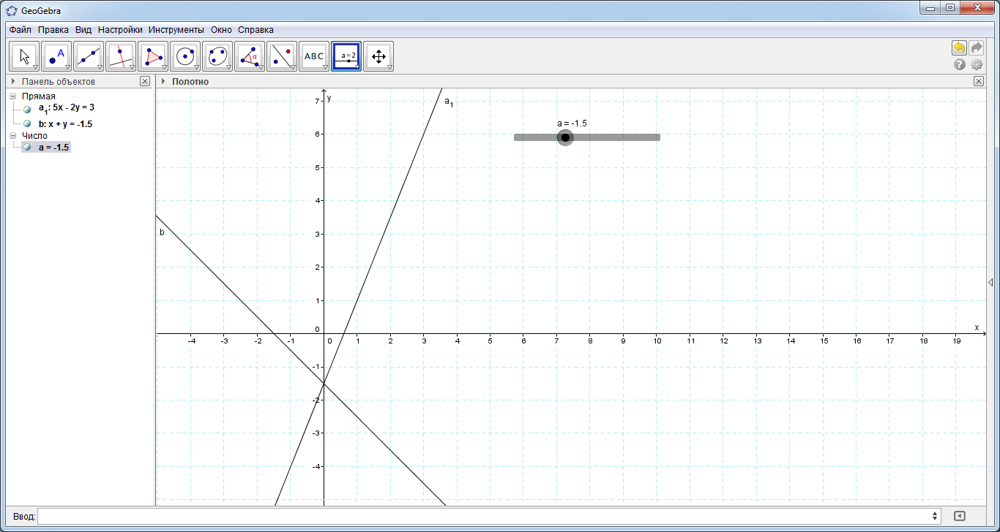 GeoGebra
Файл Правка Вид Настройки Инструменты Окно Справка
A α ABC a = 2
Панель объектов
Полотно
Прямая
a1: 5x - 2y = 3
b: x + y = -1.5
Число
a = -1.5
y
7
a1
a = -1.5
6
5
4
3
b
2
1
0
x
-4 -3 -2 -1 0 1 2 3 4 5 6 7 8 9 10 11 12 13 14 15 16 17 18 19
-1
-2
-3
-4
Ввод: